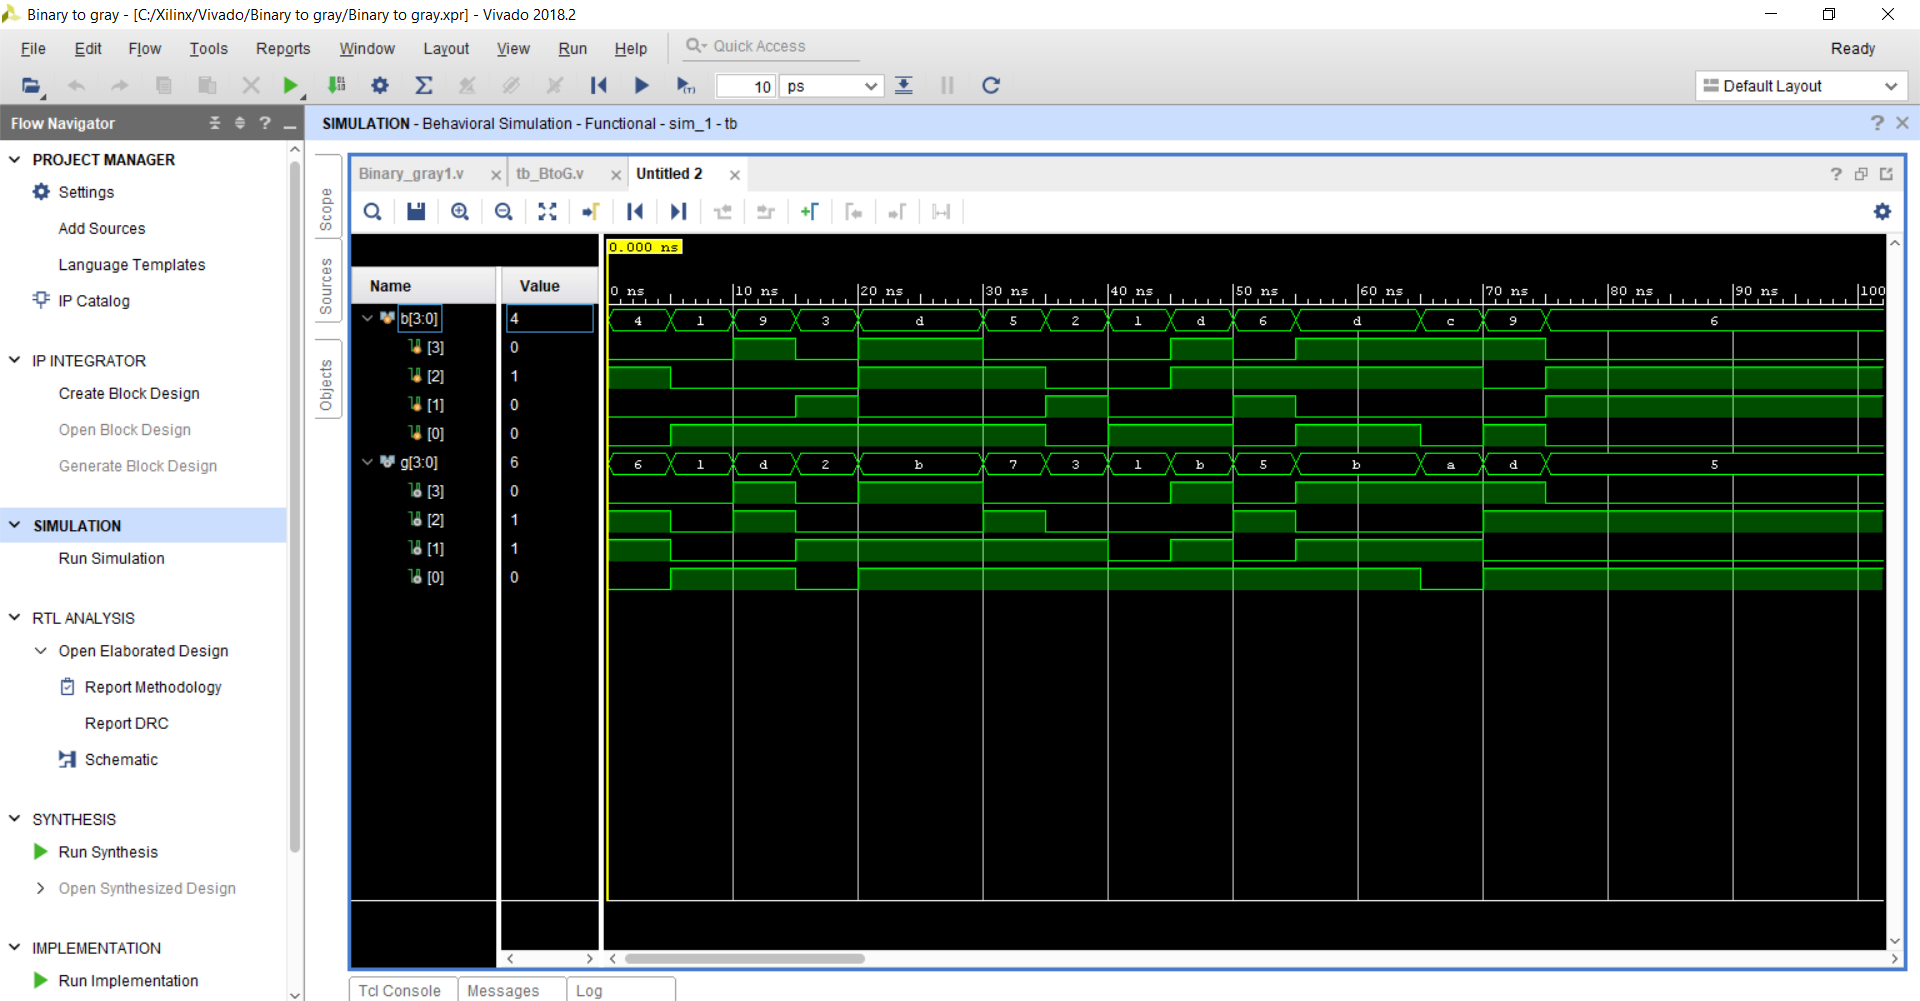 Binary to gray - [C:/Xilinx/Vivado/Binary to gray/Binary to gray.xpr] - Vivado 2018.2
File Edit Flow Tools Reports Window Layout View Run Help Quick Access Ready
10 ps Default Layout
Flow Navigator
SIMULATION - Behavioral Simulation - Functional - sim_1 - tb
PROJECT MANAGER
Settings
Add Sources
Language Templates
IP Catalog
IP INTEGRATOR
Create Block Design
Open Block Design
Generate Block Design
SIMULATION
Run Simulation
RTL ANALYSIS
Open Elaborated Design
Report Methodology
Report DRC
Schematic
SYNTHESIS
Run Synthesis
Open Synthesized Design
IMPLEMENTATION
Run Implementation
Scope
Sources
Objects
Binary_gray1.v tb_BtoG.v Untitled 2
0.000 ns
Name Value
0 ns 10 ns 20 ns 30 ns 40 ns 50 ns 60 ns 70 ns 80 ns 90 ns 100
b[3:0] 4 4 1 9 3 d 5 2 1 d 6 d c 9 6
[3] 0
[2] 1
[1] 0
[0] 0
g[3:0] 6 6 1 d 2 b 7 3 1 b 5 b a d 5
[3] 0
[2] 1
[1] 1
[0] 0
Tcl Console Messages Log